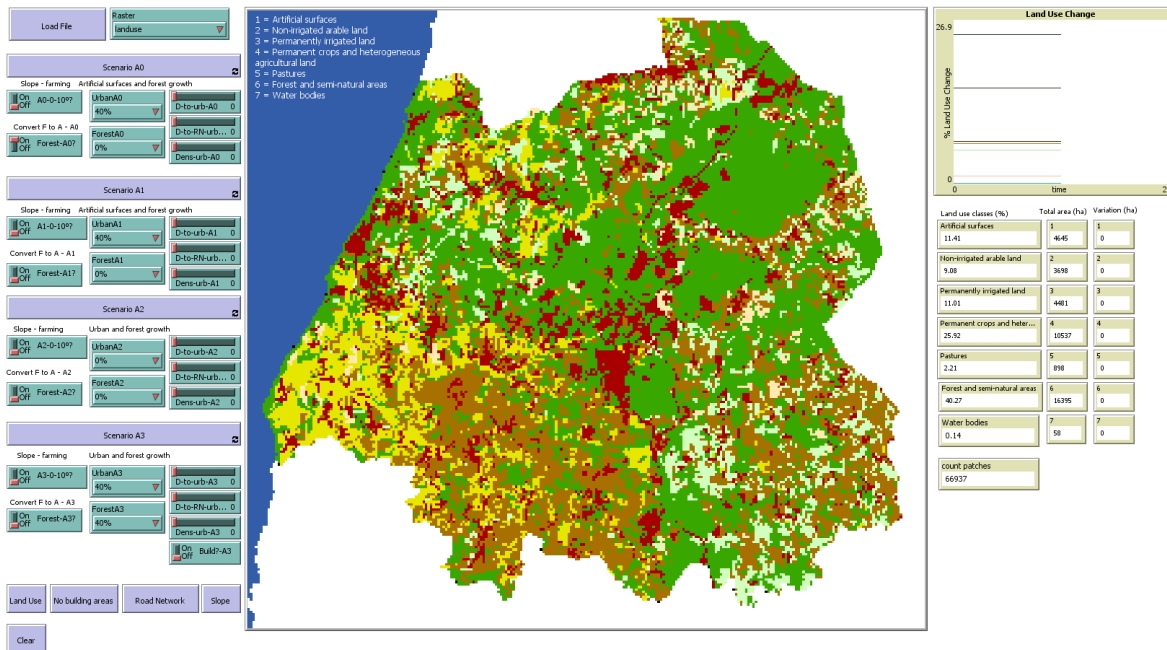 Load File
Raster
landuse
Scenario A0
Slope - farming Artificial surfaces and forest growth
On
Off
A0-0-10º?
UrbanA0
40%
D-to-urb-A0 0
Convert F to A - A0
On
Off
Forest-A0?
ForestA0
0%
D-to-RN-urb... 0
Dens-urb-A0 0
Scenario A1
Slope - farming Artificial surfaces and forest growth
On
Off
A1-0-10º?
UrbanA1
40%
D-to-urb-A1 0
Convert F to A - A1
On
Off
Forest-A1?
ForestA1
0%
D-to-RN-urb... 0
Dens-urb-A1 0
Scenario A2
Slope - farming Urban and forest growth
On
Off
A2-0-10º?
UrbanA2
0%
D-to-urb-A2 0
Convert F to A - A2
On
Off
Forest-A2?
ForestA2
0%
D-to-RN-urb... 0
Dens-urb-A2 0
Scenario A3
Slope - farming Urban and forest growth
On
Off
A3-0-10º?
UrbanA3
40%
D-to-urb-A3 0
Convert F to A - A3
On
Off
Forest-A3?
ForestA3
40%
D-to-RN-urb... 0
Dens-urb-A3 0
On
Off
Build?-A3
Land Use
No building areas
Road Network
Slope
Clear
1 = Artificial surfaces
2 = Non-irrigated arable land
3 = Permanently irrigated land
4 = Permanent crops and heterogeneous
agricultural land
5 = Pastures
6 = Forest and semi-natural areas
7 = Water bodies
Land Use Change
26.9
% Land Use Change
0
0 time 2
Land use classes (%) Total area (ha) Variation (ha)
Artificial surfaces
11.41
1
4645
1
0
Non-irrigated arable land
9.08
2
3698
2
0
Permanently irrigated land
11.01
3
4481
3
0
Permanent crops and heter...
25.92
4
10537
4
0
Pastures
2.21
5
898
5
0
Forest and semi-natural areas
40.27
6
16395
6
0
Water bodies
0.14
7
58
7
0
count patches
66937